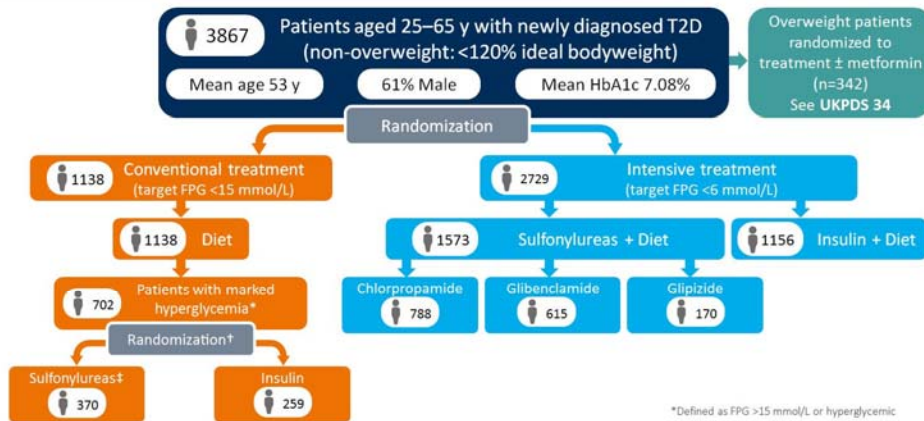 3867
Patients aged 25–65 y with newly diagnosed T2D
(non-overweight: <120% ideal bodyweight)
Mean age 53 y
61% Male
Mean HbA1c 7.08%
Overweight patients
randomized to
treatment ± metformin
(n=342)
See UKPDS 34
Randomization
1138
Conventional treatment
(target FPG <15 mmol/L)
2729
Intensive treatment
(target FPG <6 mmol/L)
1138
Diet
1573
Sulfonylureas + Diet
1156
Insulin + Diet
702
Patients with marked
hyperglycemia*
Chlorpropamide
788
Glibenclamide
615
Glipizide
170
Randomization†
Sulfonylureas‡
370
Insulin
259
*Defined as FPG >15 mmol/L or hyperglycemic